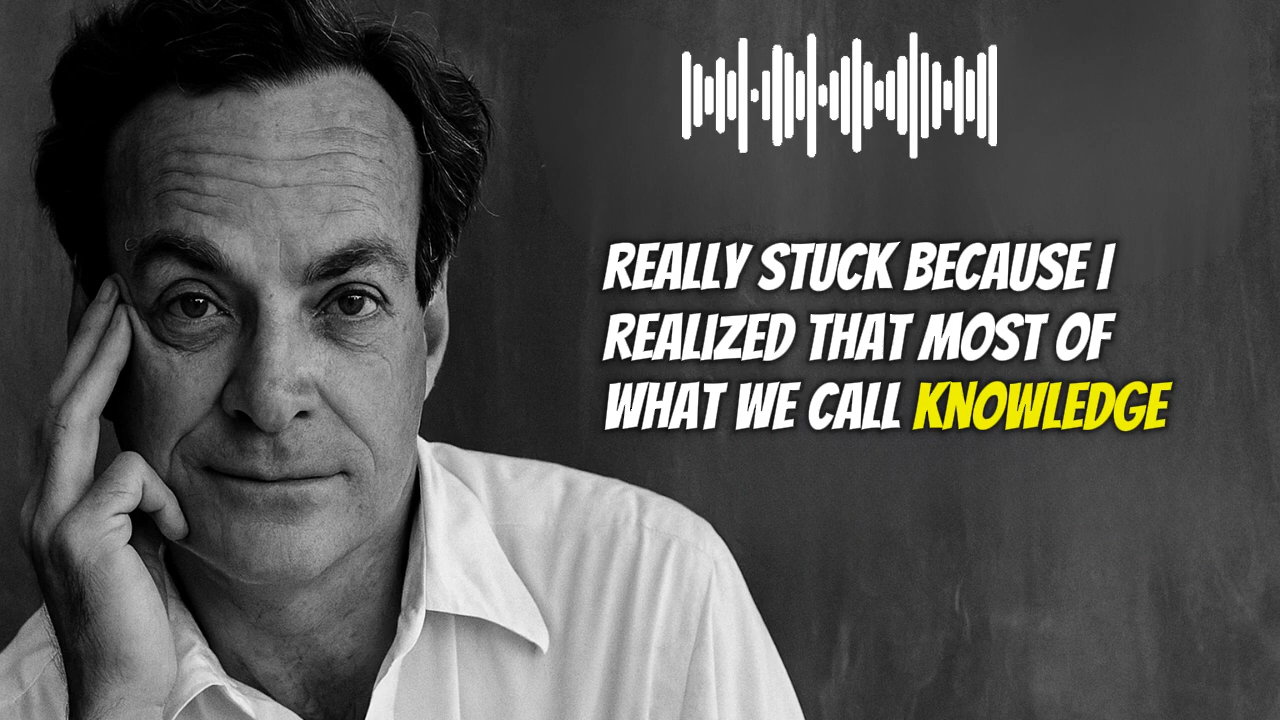 REALLY STUCK BECAUSE I
REALIZED THAT MOST OF
WHAT WE CALL KNOWLEDGE